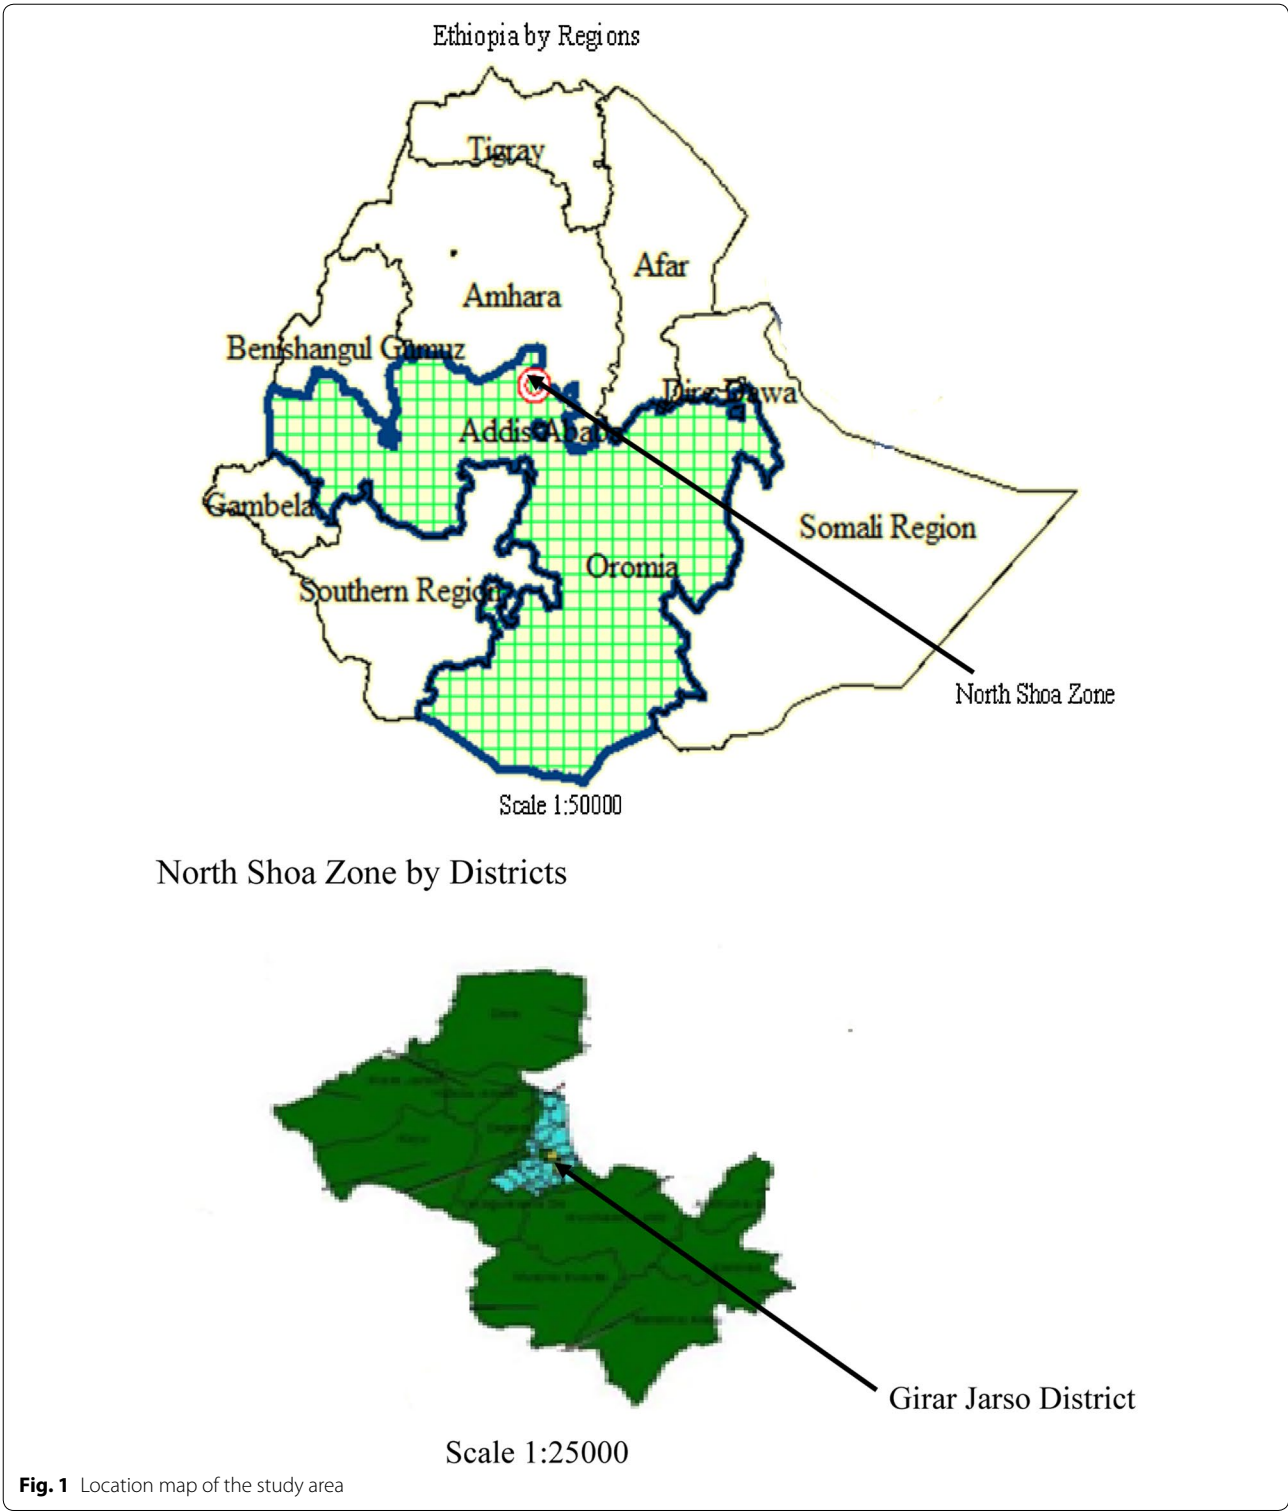 Ethiopia by Regions
Tigray
Afar
Amhara
Benishangul Gumuz
Dire Dawa
Addis Ababa
Gambela
Somali Region
Oromia
Southern Region
North Shoa Zone
Scale 1:50000
North Shoa Zone by Districts
Girar Jarso District
Scale 1:25000
Fig. 1 Location map of the study area